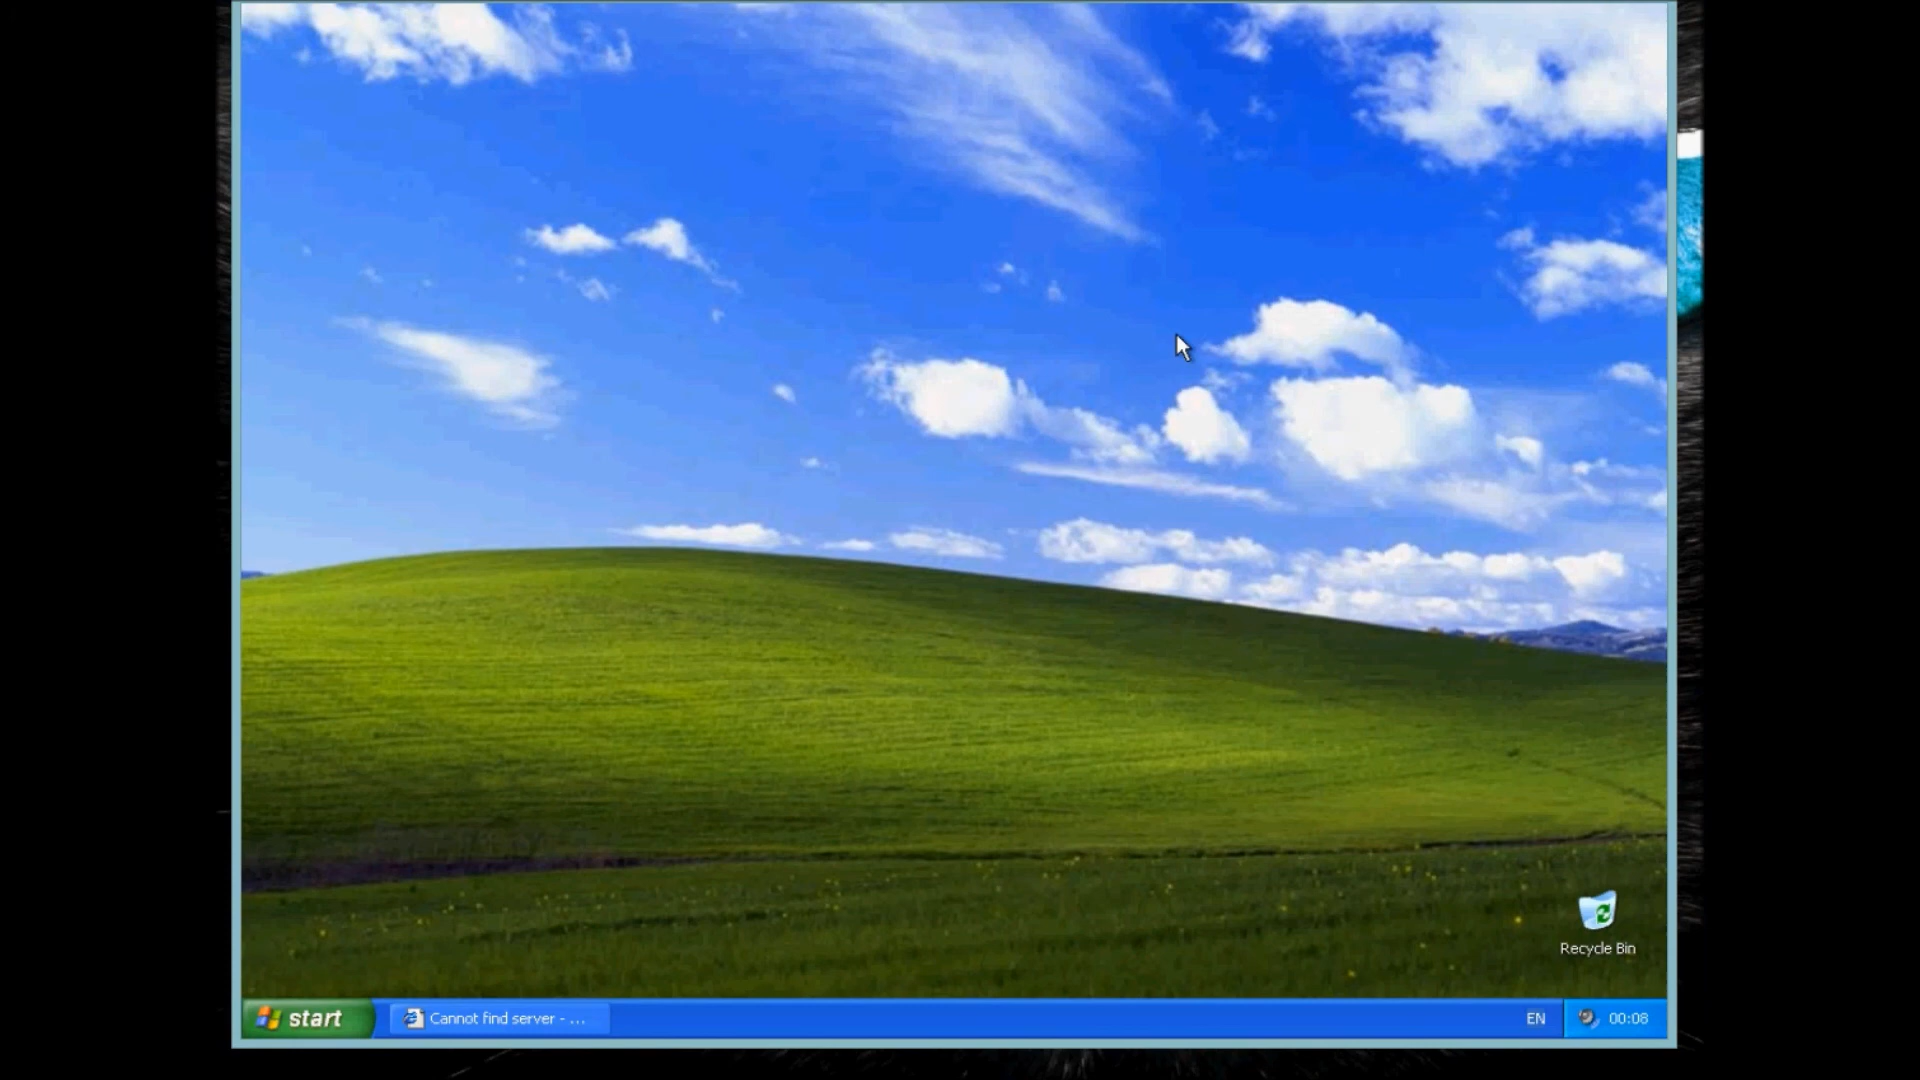 Recycle Bin
start
Cannot find server - ...
EN
00:08